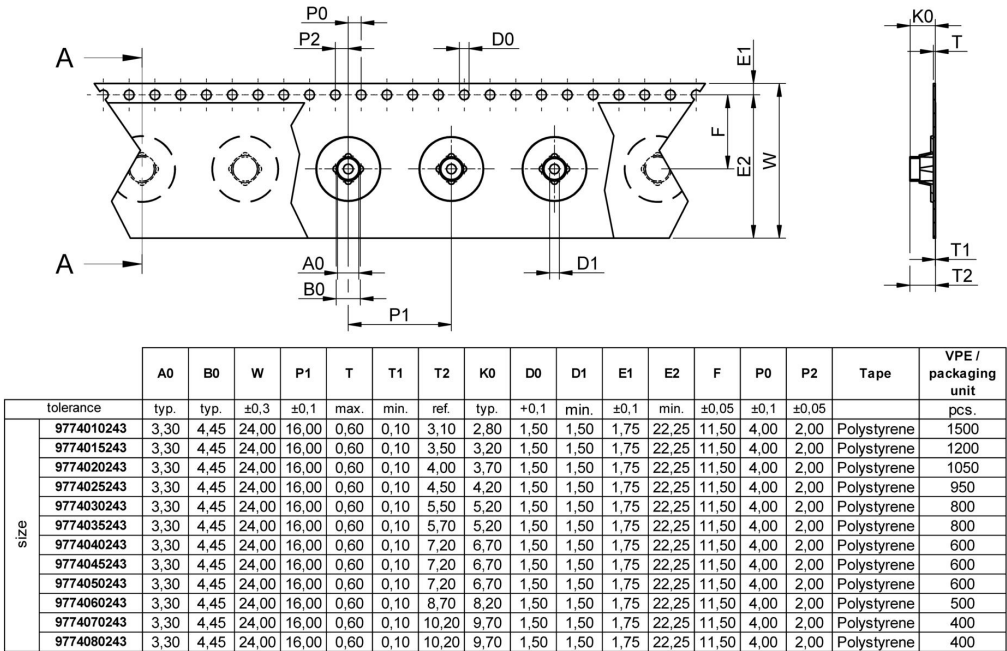 P0
P2
D0
A
E1
F
E2
W
K0
T
A
A0
B0
D1
P1
T1
T2
A0 B0 W P1 T T1 T2 K0 D0 D1 E1 E2 F P0 P2 Tape VPE / packaging unit
tolerance typ. typ. ±0,3 ±0,1 max. min. ref. typ. +0,1 min. ±0,1 min. ±0,05 ±0,1 ±0,05 pcs.
size
9774010243 3,30 4,45 24,00 16,00 0,60 0,10 3,10 2,80 1,50 1,50 1,75 22,25 11,50 4,00 2,00 Polystyrene 1500
9774015243 3,30 4,45 24,00 16,00 0,60 0,10 3,50 3,20 1,50 1,50 1,75 22,25 11,50 4,00 2,00 Polystyrene 1200
9774020243 3,30 4,45 24,00 16,00 0,60 0,10 4,00 3,70 1,50 1,50 1,75 22,25 11,50 4,00 2,00 Polystyrene 1050
9774025243 3,30 4,45 24,00 16,00 0,60 0,10 4,50 4,20 1,50 1,50 1,75 22,25 11,50 4,00 2,00 Polystyrene 950
9774030243 3,30 4,45 24,00 16,00 0,60 0,10 5,50 5,20 1,50 1,50 1,75 22,25 11,50 4,00 2,00 Polystyrene 800
9774035243 3,30 4,45 24,00 16,00 0,60 0,10 5,70 5,20 1,50 1,50 1,75 22,25 11,50 4,00 2,00 Polystyrene 800
9774040243 3,30 4,45 24,00 16,00 0,60 0,10 7,20 6,70 1,50 1,50 1,75 22,25 11,50 4,00 2,00 Polystyrene 600
9774045243 3,30 4,45 24,00 16,00 0,60 0,10 7,20 6,70 1,50 1,50 1,75 22,25 11,50 4,00 2,00 Polystyrene 600
9774050243 3,30 4,45 24,00 16,00 0,60 0,10 7,20 6,70 1,50 1,50 1,75 22,25 11,50 4,00 2,00 Polystyrene 600
9774060243 3,30 4,45 24,00 16,00 0,60 0,10 8,70 8,20 1,50 1,50 1,75 22,25 11,50 4,00 2,00 Polystyrene 500
9774070243 3,30 4,45 24,00 16,00 0,60 0,10 10,20 9,70 1,50 1,50 1,75 22,25 11,50 4,00 2,00 Polystyrene 400
9774080243 3,30 4,45 24,00 16,00 0,60 0,10 10,20 9,70 1,50 1,50 1,75 22,25 11,50 4,00 2,00 Polystyrene 400